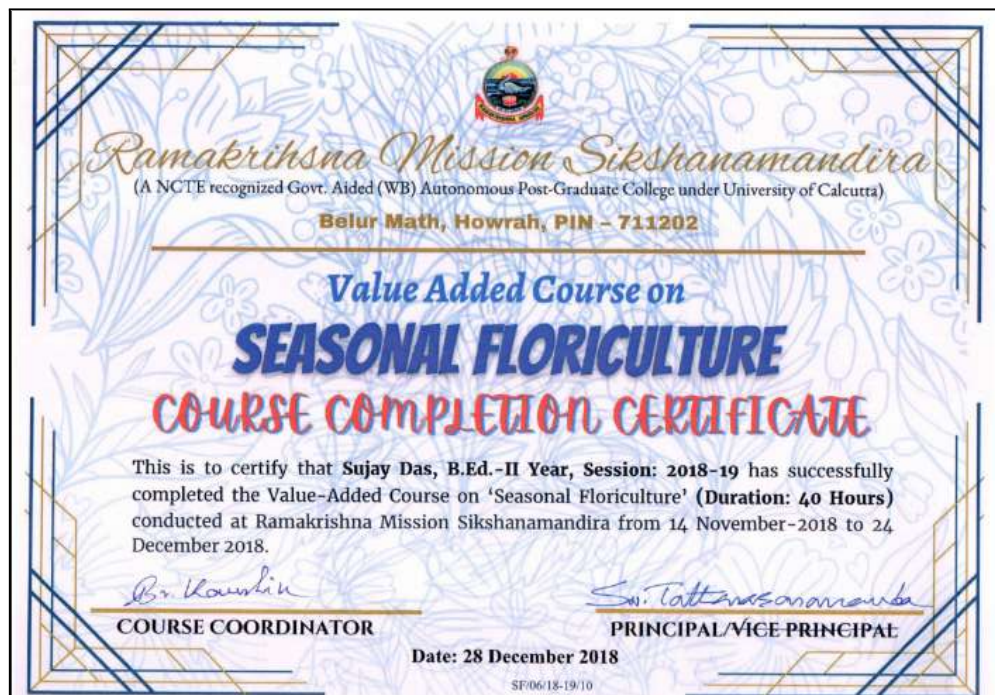 Ramakrihsna Mission Sikshanamandira
(A NCTE recognized Govt. Aided (WB) Autonomous Post-Graduate College under University of Calcutta)
Belur Math, Howrah, PIN – 711202
Value Added Course on
SEASONAL FLORICULTURE
COURSE COMPLETION CERTIFICATE
This is to certify that Sujay Das, B.Ed.-II Year, Session: 2018-19 has successfully
completed the Value-Added Course on ‘Seasonal Floriculture’ (Duration: 40 Hours)
conducted at Ramakrishna Mission Sikshanamandira from 14 November-2018 to 24
December 2018.
COURSE COORDINATOR
PRINCIPAL/VICE PRINCIPAL
Date: 28 December 2018
SF/06/18-19/10